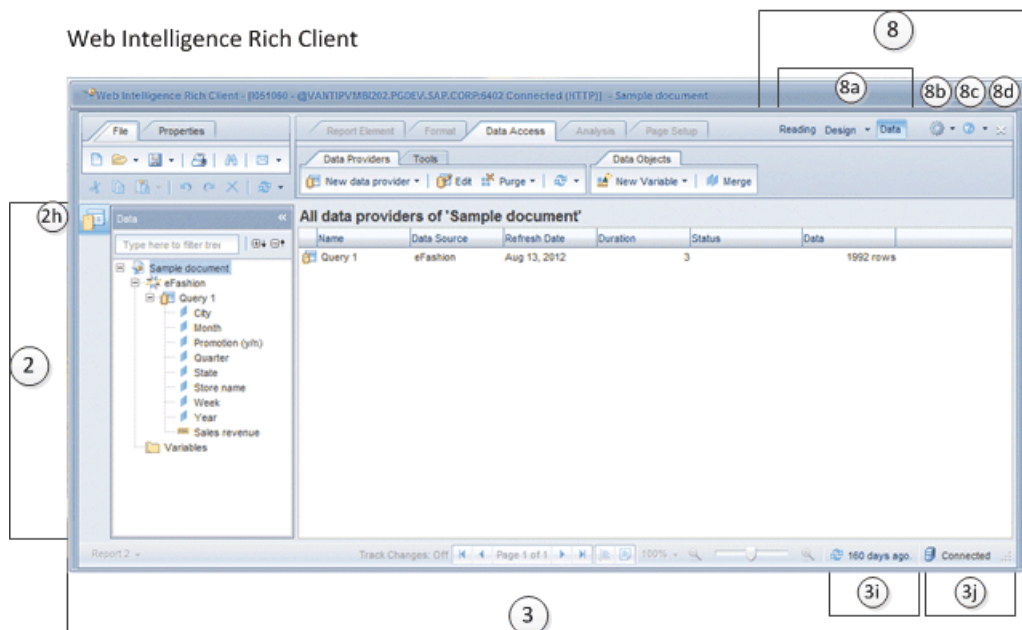 8
Web Intelligence Rich Client
8a 8b 8c 8d
Web Intelligence Rich Client - [I051060 - @VANTIPVMBI202.PGDEV.SAP.CORP:6402 Connected (HTTP)] - Sample document
File Properties Report Element Format Data Access Analysis Page Setup Reading Design Data
Data Providers Tools Data Objects
New data provider Edit Purge New Variable Merge
2h Data
All data providers of 'Sample document'
Type here to filter tree
Name Data Source Refresh Date Duration Status Data
Query 1 eFashion Aug 13, 2012 3 1992 rows
Sample document
eFashion
Query 1
City
Month
Promotion (y/n)
Quarter
State
Store name
Week
Year
Sales revenue
Variables
2
Report 2 Track Changes: Off Page 1 of 1 100% 160 days ago Connected
3i 3j
3